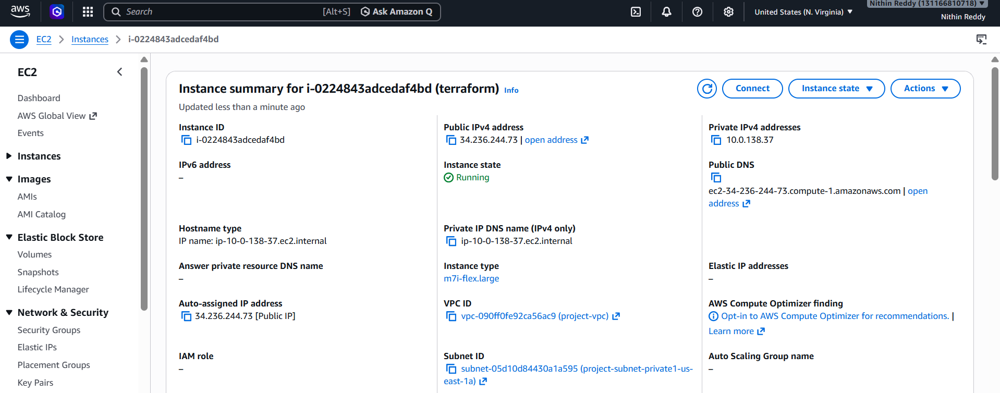 aws
Search [Alt+S] Ask Amazon Q
United States (N. Virginia)
Nithin Reddy (131166810718)
Nithin Reddy
EC2 > Instances > i-0224843adcedaf4bd
EC2
Dashboard
AWS Global View
Events
Instances
Images
AMIs
AMI Catalog
Elastic Block Store
Volumes
Snapshots
Lifecycle Manager
Network & Security
Security Groups
Elastic IPs
Placement Groups
Key Pairs
Instance summary for i-0224843adcedaf4bd (terraform) Info
Connect
Instance state
Actions
Updated less than a minute ago
Instance ID
i-0224843adcedaf4bd
Public IPv4 address
34.236.244.73 | open address
Private IPv4 addresses
10.0.138.37
IPv6 address
–
Instance state
Running
Public DNS
ec2-34-236-244-73.compute-1.amazonaws.com | open
address
Hostname type
IP name: ip-10-0-138-37.ec2.internal
Private IP DNS name (IPv4 only)
ip-10-0-138-37.ec2.internal
Answer private resource DNS name
–
Instance type
m7i-flex.large
Elastic IP addresses
–
Auto-assigned IP address
34.236.244.73 [Public IP]
VPC ID
vpc-090ff0fe92ca56ac9 (project-vpc)
AWS Compute Optimizer finding
Opt-in to AWS Compute Optimizer for recommendations. |
Learn more
IAM role
–
Subnet ID
subnet-05d10d84430a1a595 (project-subnet-private1-us-
east-1a)
Auto Scaling Group name
–